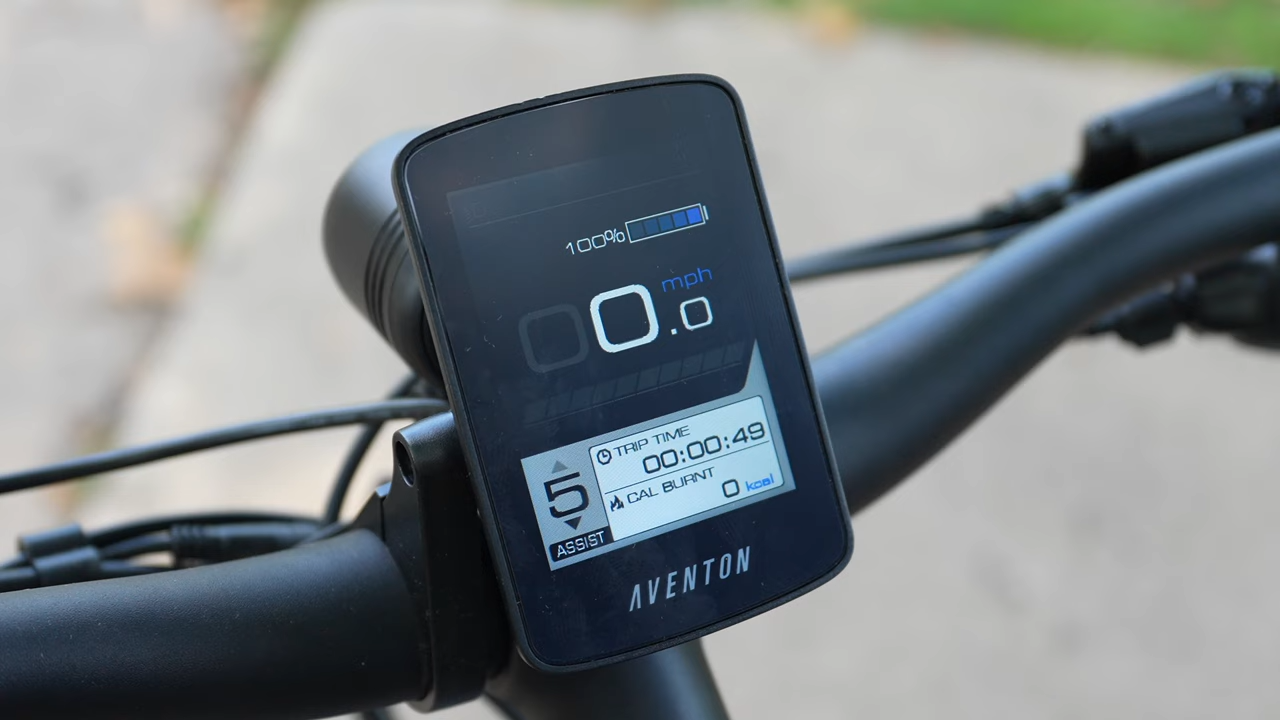 100%
mph
0.0
5
ASSIST
TRIP TIME
00:00:49
CAL BURNT
0 kcal
AVENTON